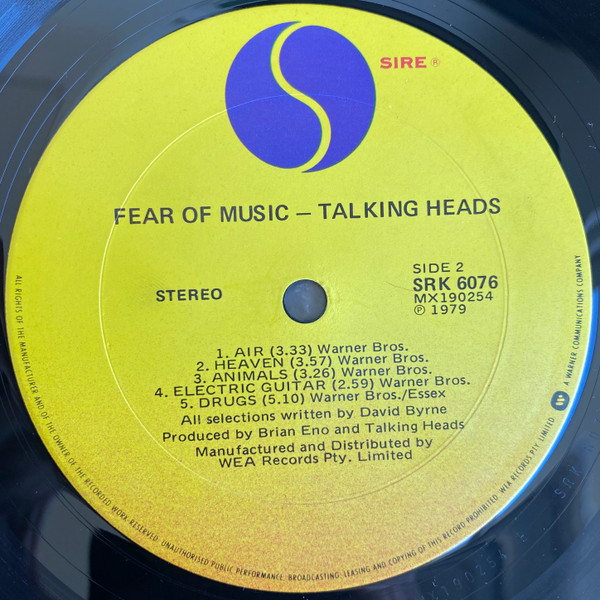 SIRE ®
FEAR OF MUSIC — TALKING HEADS
STEREO
SIDE 2
SRK 6076
MX190254
℗ 1979
1. AIR (3.33) Warner Bros.
2. HEAVEN (3.57) Warner Bros.
3. ANIMALS (3.26) Warner Bros.
4. ELECTRIC GUITAR (2.59) Warner Bros.
5. DRUGS (5.10) Warner Bros./Essex
All selections written by David Byrne
Produced by Brian Eno and Talking Heads
Manufactured and Distributed by
WEA Records Pty. Limited
ALL RIGHTS OF THE MANUFACTURER AND OF THE OWNER OF THE RECORDED WORK RESERVED. UNAUTHORISED PUBLIC PERFORMANCE, BROADCASTING, LEASING AND COPYING OF THIS RECORD PROHIBITED. WEA RECORDS PTY. LIMITED
A WARNER COMMUNICATIONS COMPANY